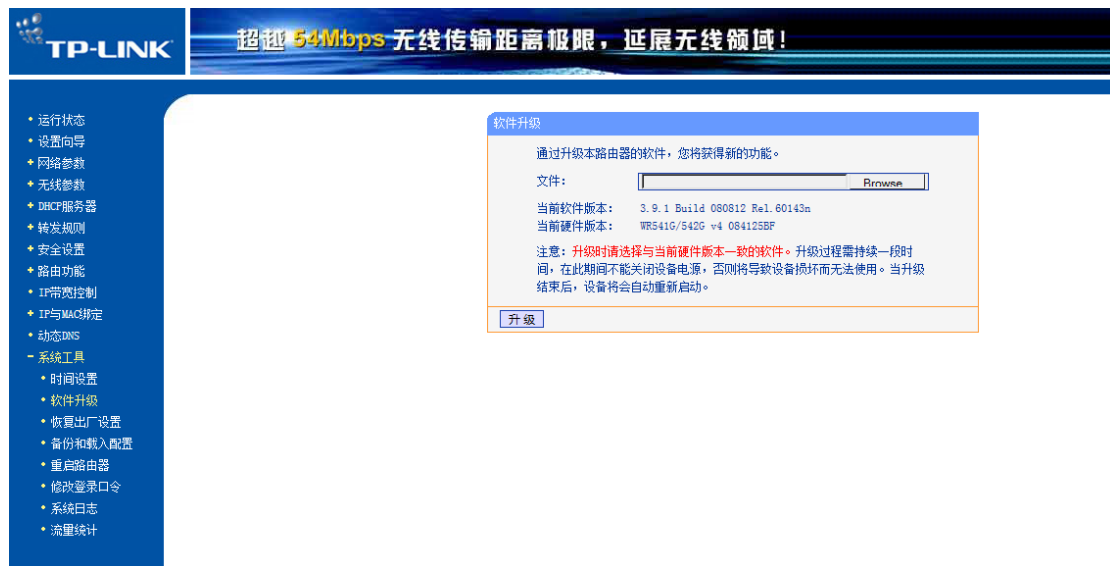 TP-LINK
超越 54Mbps 无线传输距离极限，延展无线领域!
• 运行状态
• 设置向导
+ 网络参数
+ 无线参数
+ DHCP服务器
+ 转发规则
+ 安全设置
+ 路由功能
• IP带宽控制
+ IP与MAC绑定
• 动态DNS
- 系统工具
• 时间设置
• 软件升级
• 恢复出厂设置
• 备份和载入配置
• 重启路由器
• 修改登录口令
• 系统日志
• 流量统计
软件升级
通过升级本路由器的软件，您将获得新的功能。
文件： Browse
当前软件版本： 3.9.1 Build 080812 Rel.60143n
当前硬件版本： WR541G/542G v4 084125BF
注意：升级时请选择与当前硬件版本一致的软件。升级过程需持续一段时
间，在此期间不能关闭设备电源，否则将导致设备损坏而无法使用。当升级
结束后，设备将会自动重新启动。
升 级